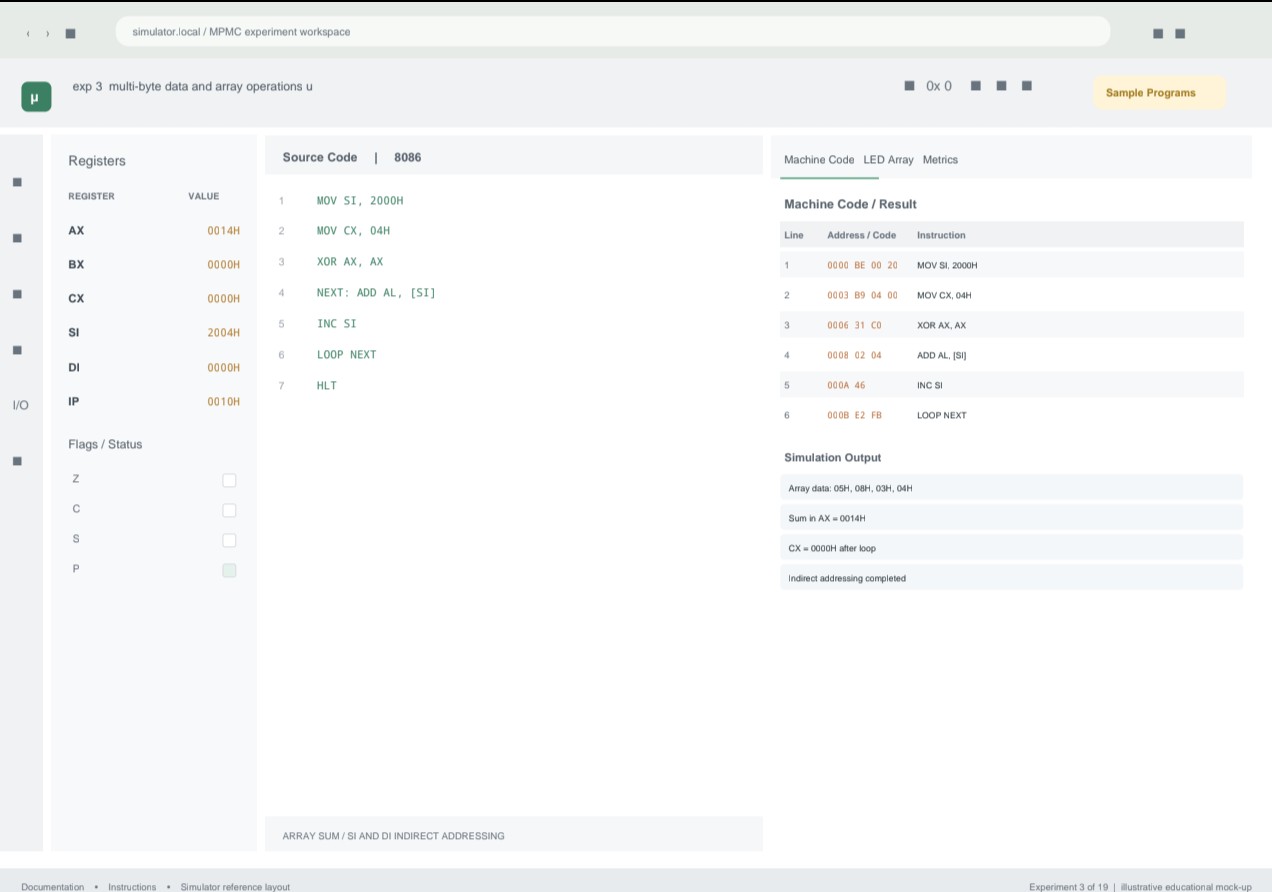 simulator.local / MPMC experiment workspace
µ
exp 3 multi-byte data and array operations u
0x 0
Sample Programs
I/O
Registers
REGISTER VALUE
AX 0014H
BX 0000H
CX 0000H
SI 2004H
DI 0000H
IP 0010H
Flags / Status
Z
C
S
P
Source Code | 8086
1 MOV SI, 2000H
2 MOV CX, 04H
3 XOR AX, AX
4 NEXT: ADD AL, [SI]
5 INC SI
6 LOOP NEXT
7 HLT
ARRAY SUM / SI AND DI INDIRECT ADDRESSING
Machine Code LED Array Metrics
Machine Code / Result
Line Address / Code Instruction
1 0000 BE 00 20 MOV SI, 2000H
2 0003 B9 04 00 MOV CX, 04H
3 0006 31 C0 XOR AX, AX
4 0008 02 04 ADD AL, [SI]
5 000A 46 INC SI
6 000B E2 FB LOOP NEXT
Simulation Output
Array data: 05H, 08H, 03H, 04H
Sum in AX = 0014H
CX = 0000H after loop
Indirect addressing completed
Documentation • Instructions • Simulator reference layout
Experiment 3 of 19 | illustrative educational mock-up